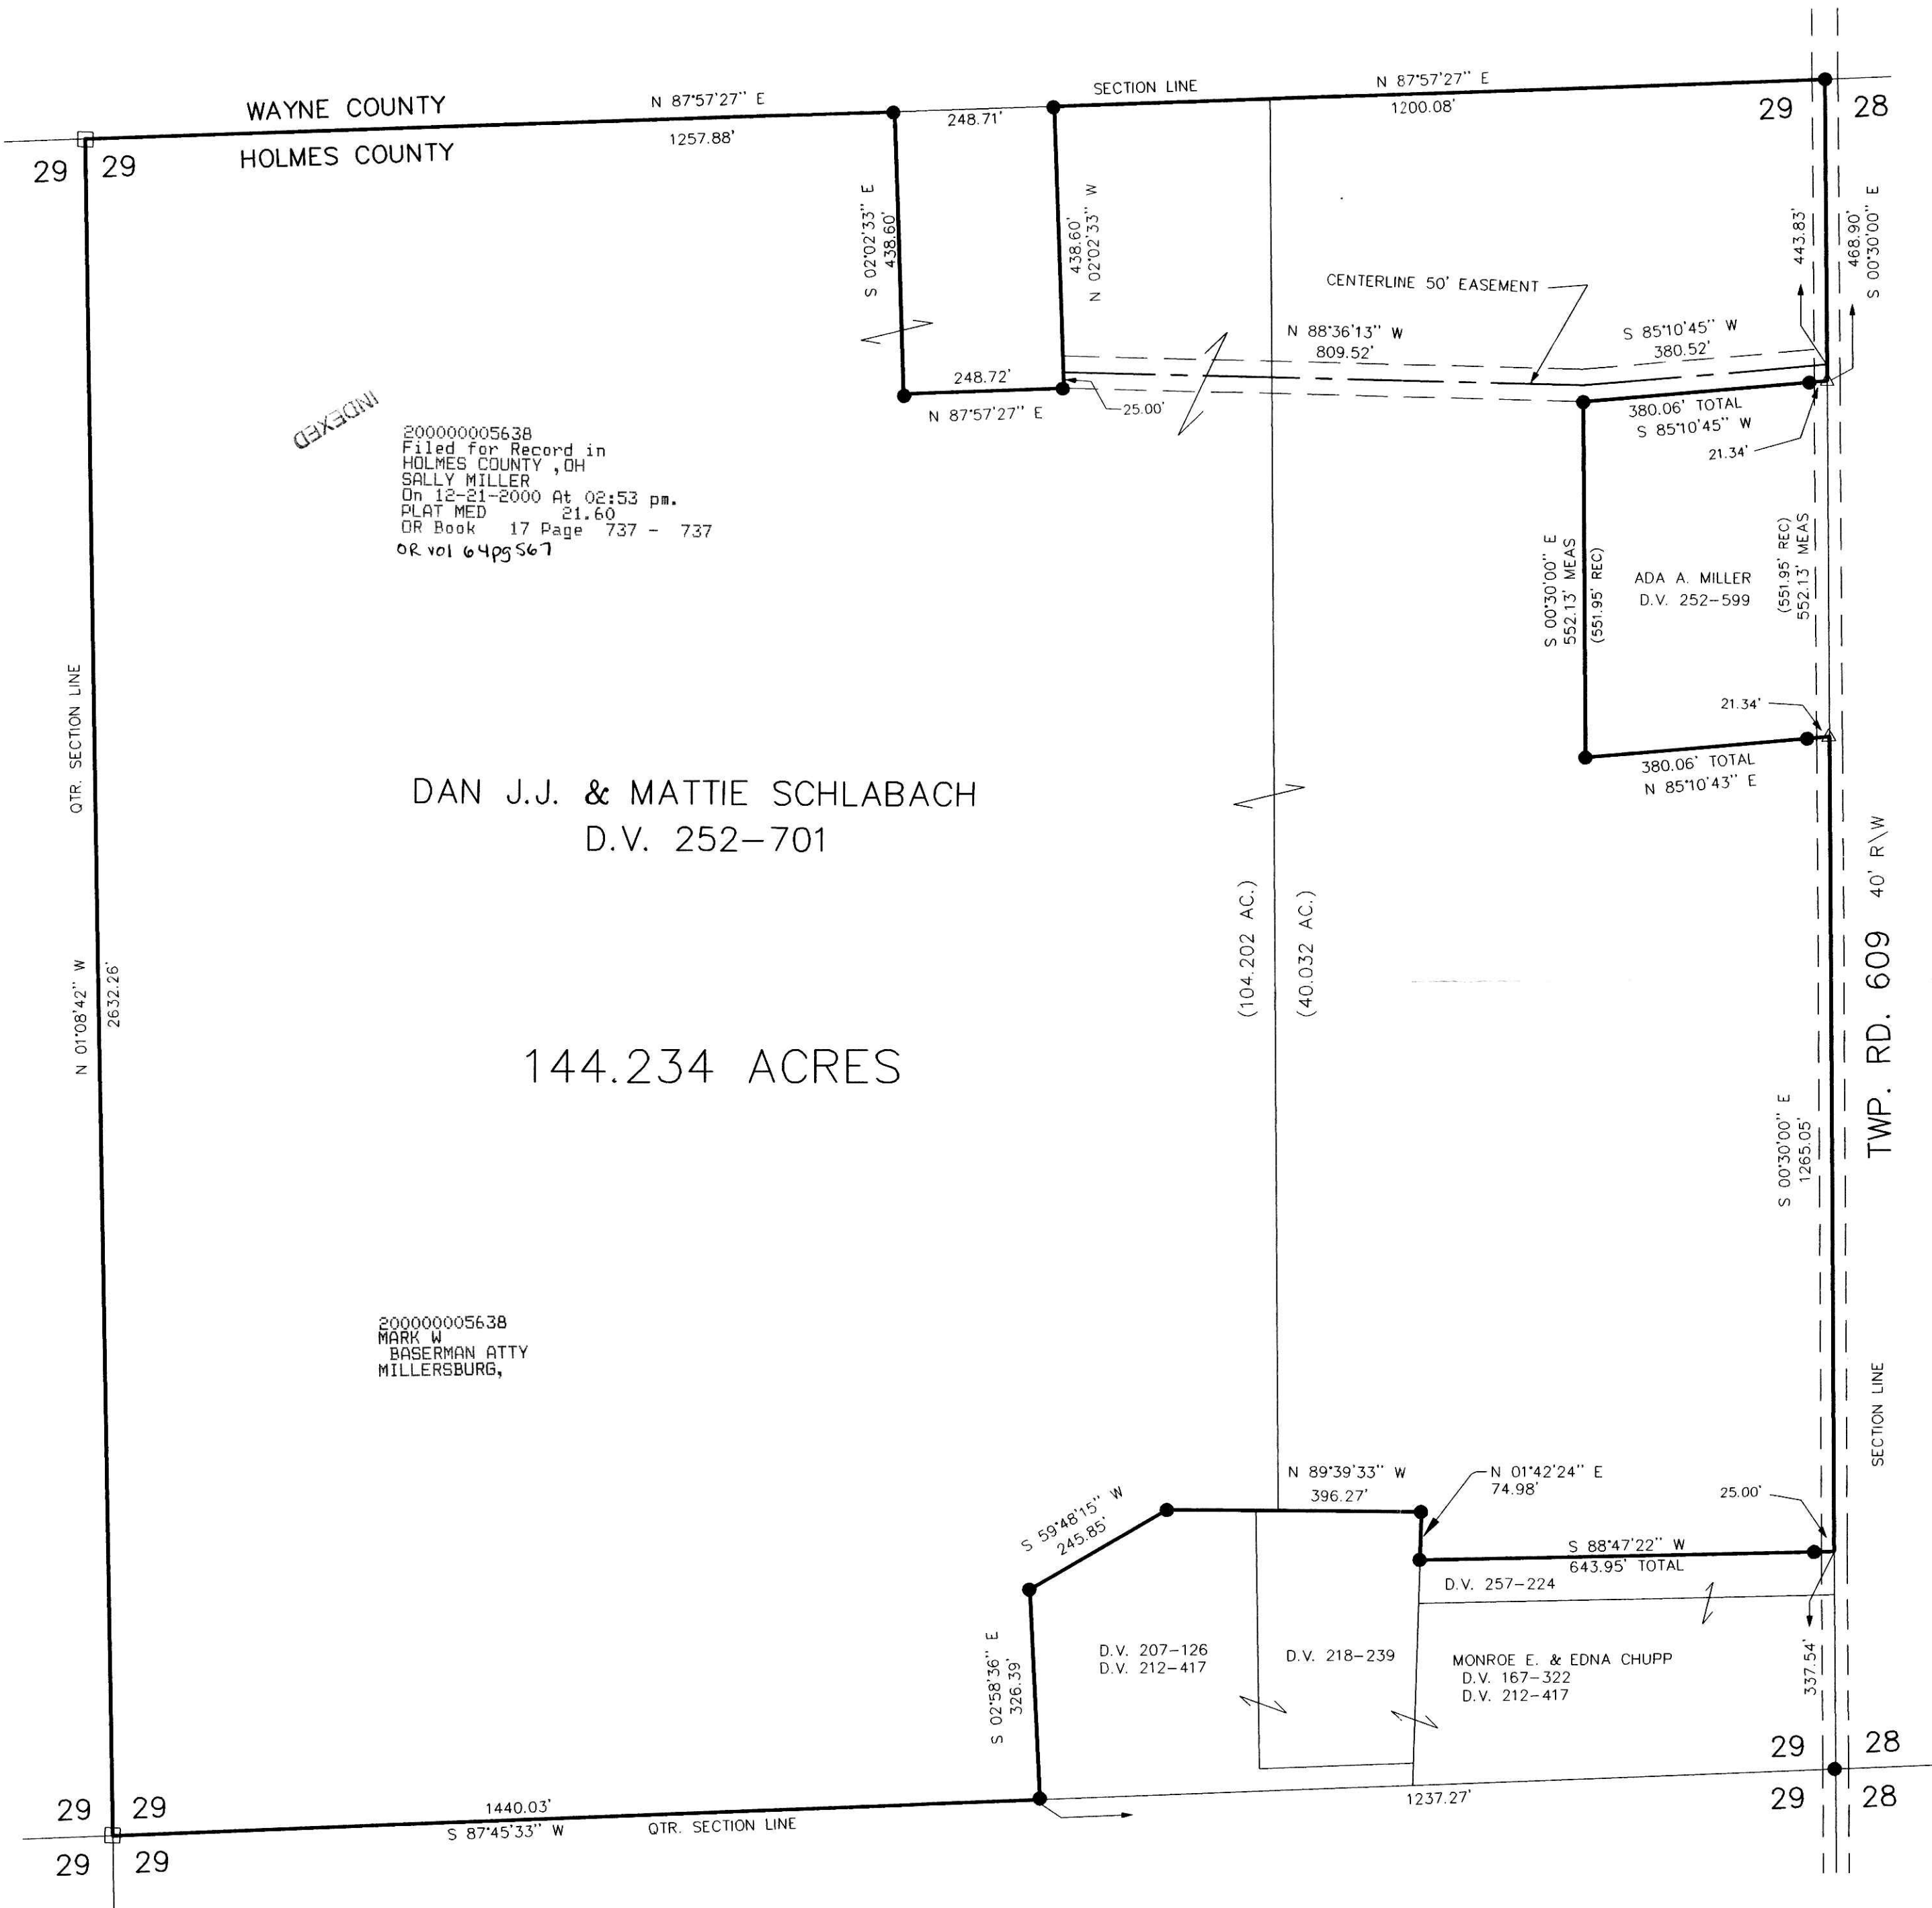 WAYNE COUNTY
HOLMES COUNTY
N 87°57'27" E
1257.88'
248.71'
SECTION LINE
N 87°57'27" E
1200.08'
29
28
29
29
S 02°02'33" E
438.60'
438.60'
N 02°02'33" W
443.83'
468.90'
S 00°30'00" E
CENTERLINE 50' EASEMENT
N 88°36'13" W
809.52'
S 85°10'45" W
380.52'
248.72'
N 87°57'27" E
25.00'
380.06' TOTAL
S 85°10'45" W
21.34'
INDEXED
200000005638
Filed for Record in
HOLMES COUNTY ,OH
SALLY MILLER
On 12-21-2000 At 02:53 pm.
PLAT MED 21.60
OR Book 17 Page 737 - 737
OR vol 64pg567
S 00°30'00" E
552.13' MEAS
(551.95' REC)
ADA A. MILLER
D.V. 252-599
(551.95' REC)
552.13' MEAS
21.34'
380.06' TOTAL
N 85°10'43" E
QTR. SECTION LINE
DAN J.J. & MATTIE SCHLABACH
D.V. 252-701
(104.202 AC.)
(40.032 AC.)
TWP. RD. 609 40' R\W
N 01°08'42" W
2632.26'
144.234 ACRES
S 00°30'00" E
1265.05'
200000005638
MARK W
BASERMAN ATTY
MILLERSBURG,
SECTION LINE
N 89°39'33" W
396.27'
N 01°42'24" E
74.98'
25.00'
S 59°48'15" W
245.85'
S 88°47'22" W
643.95' TOTAL
D.V. 257-224
S 02°58'36" E
326.39'
D.V. 207-126
D.V. 212-417
D.V. 218-239
MONROE E. & EDNA CHUPP
D.V. 167-322
D.V. 212-417
337.54'
29
28
29
28
29
29
1440.03'
S 87°45'33" W
QTR. SECTION LINE
1237.27'
29
29